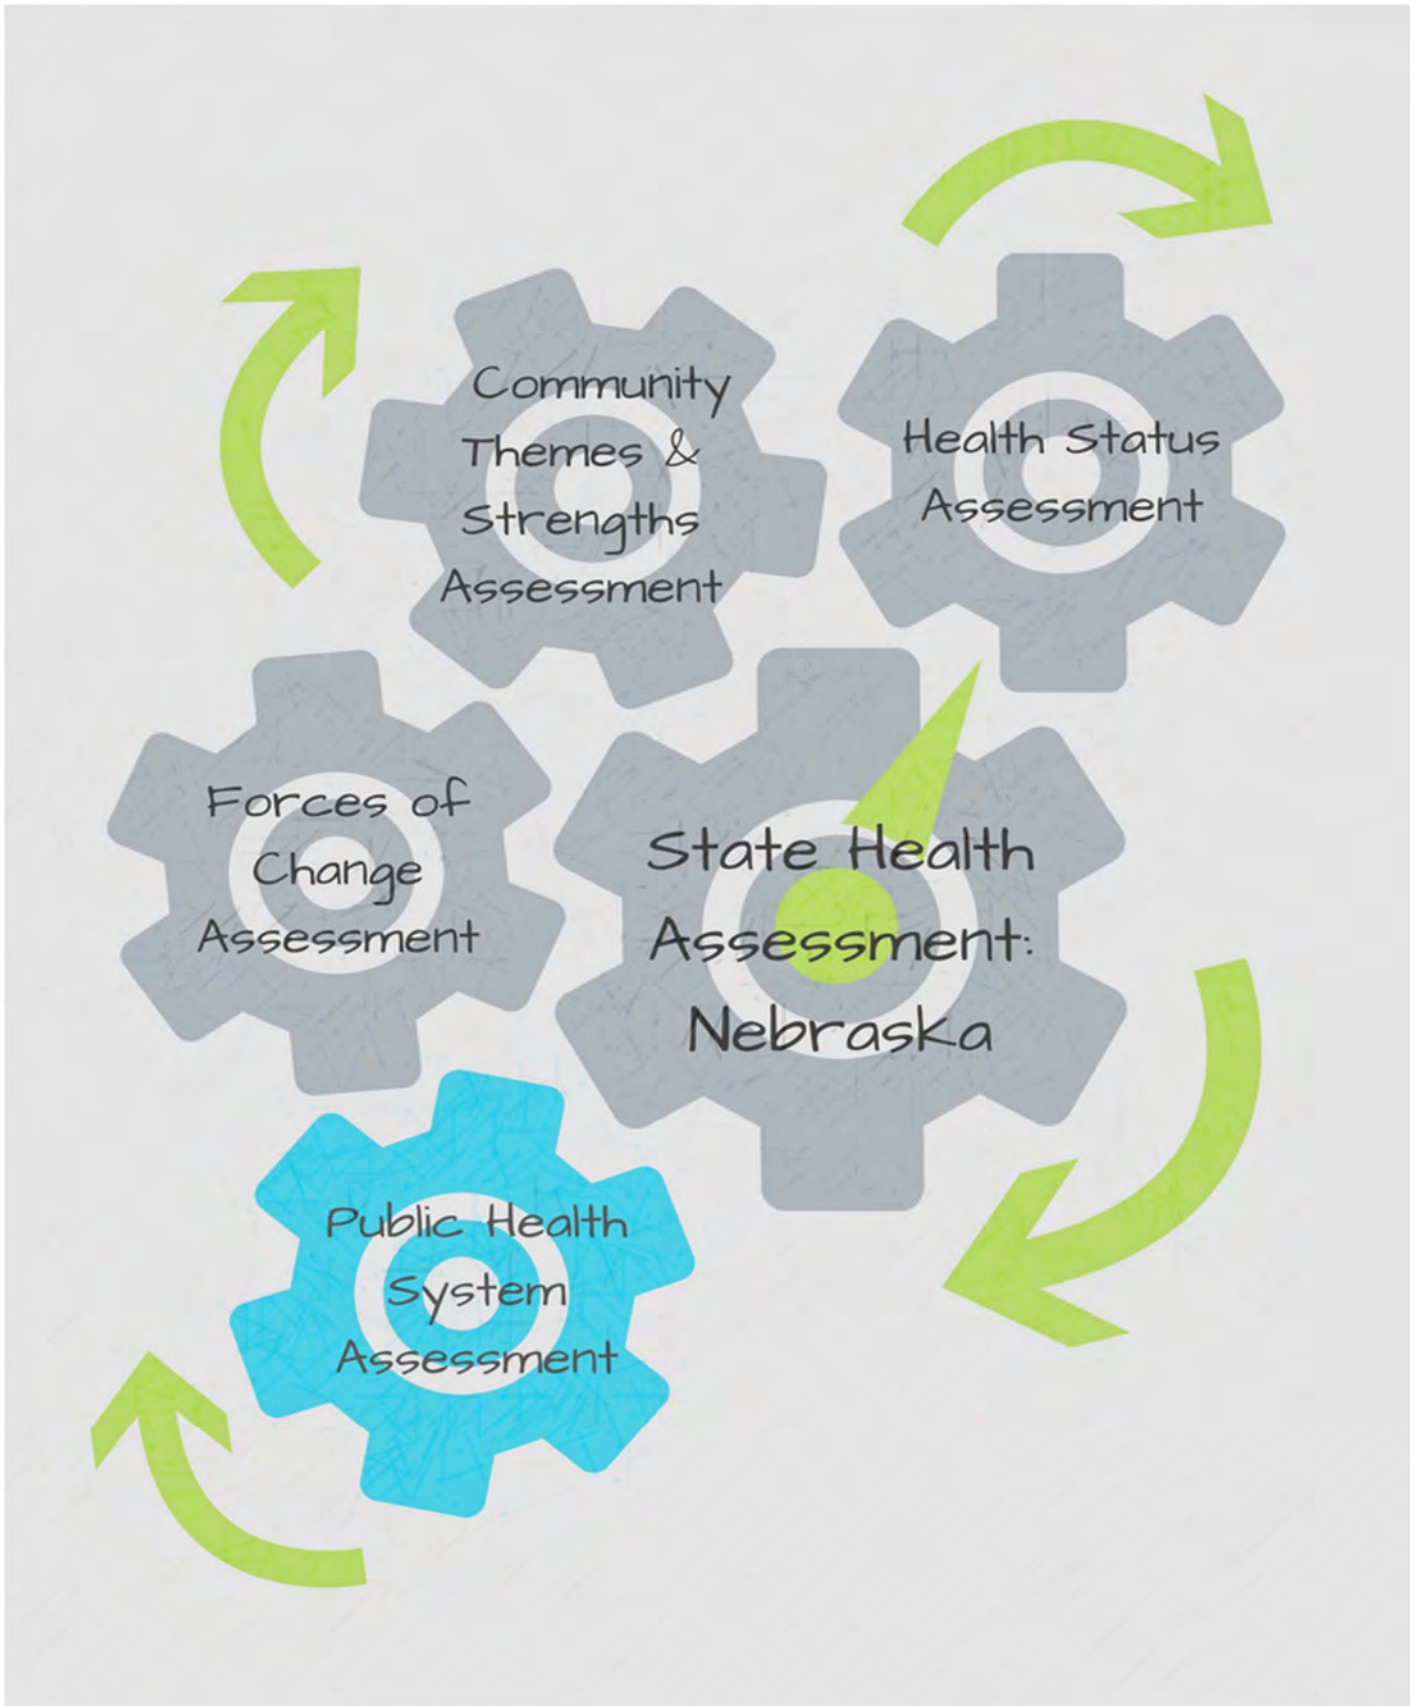 Community
Themes &
Strengths
Assessment
Health Status
Assessment
Forces of
Change
Assessment
State Health
Assessment:
Nebraska
Public Health
System
Assessment